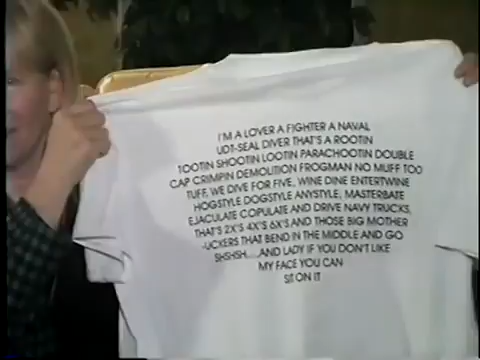 I'M A LOVER A FIGHTER A NAVAL
UDT-SEAL DIVER THAT'S A ROOTIN
TOOTIN SHOOTIN LOOTIN PARACHOOTIN DOUBLE
CAP CRIMPIN DEMOLITION FROGMAN NO MUFF TOO
TUFF, WE DIVE FOR FIVE, WINE DINE ENTERTWINE
HOGSTYLE DOGSTYLE ANYSTYLE, MASTERBATE
EJACULATE COPULATE AND DRIVE NAVY TRUCKS,
THAT'S 2X'S 4X'S 6X'S AND THOSE BIG MOTHER
-UCKERS THAT BEND IN THE MIDDLE AND GO
SHSHSH.....AND LADY IF YOU DON'T LIKE
MY FACE YOU CAN
SIT ON IT